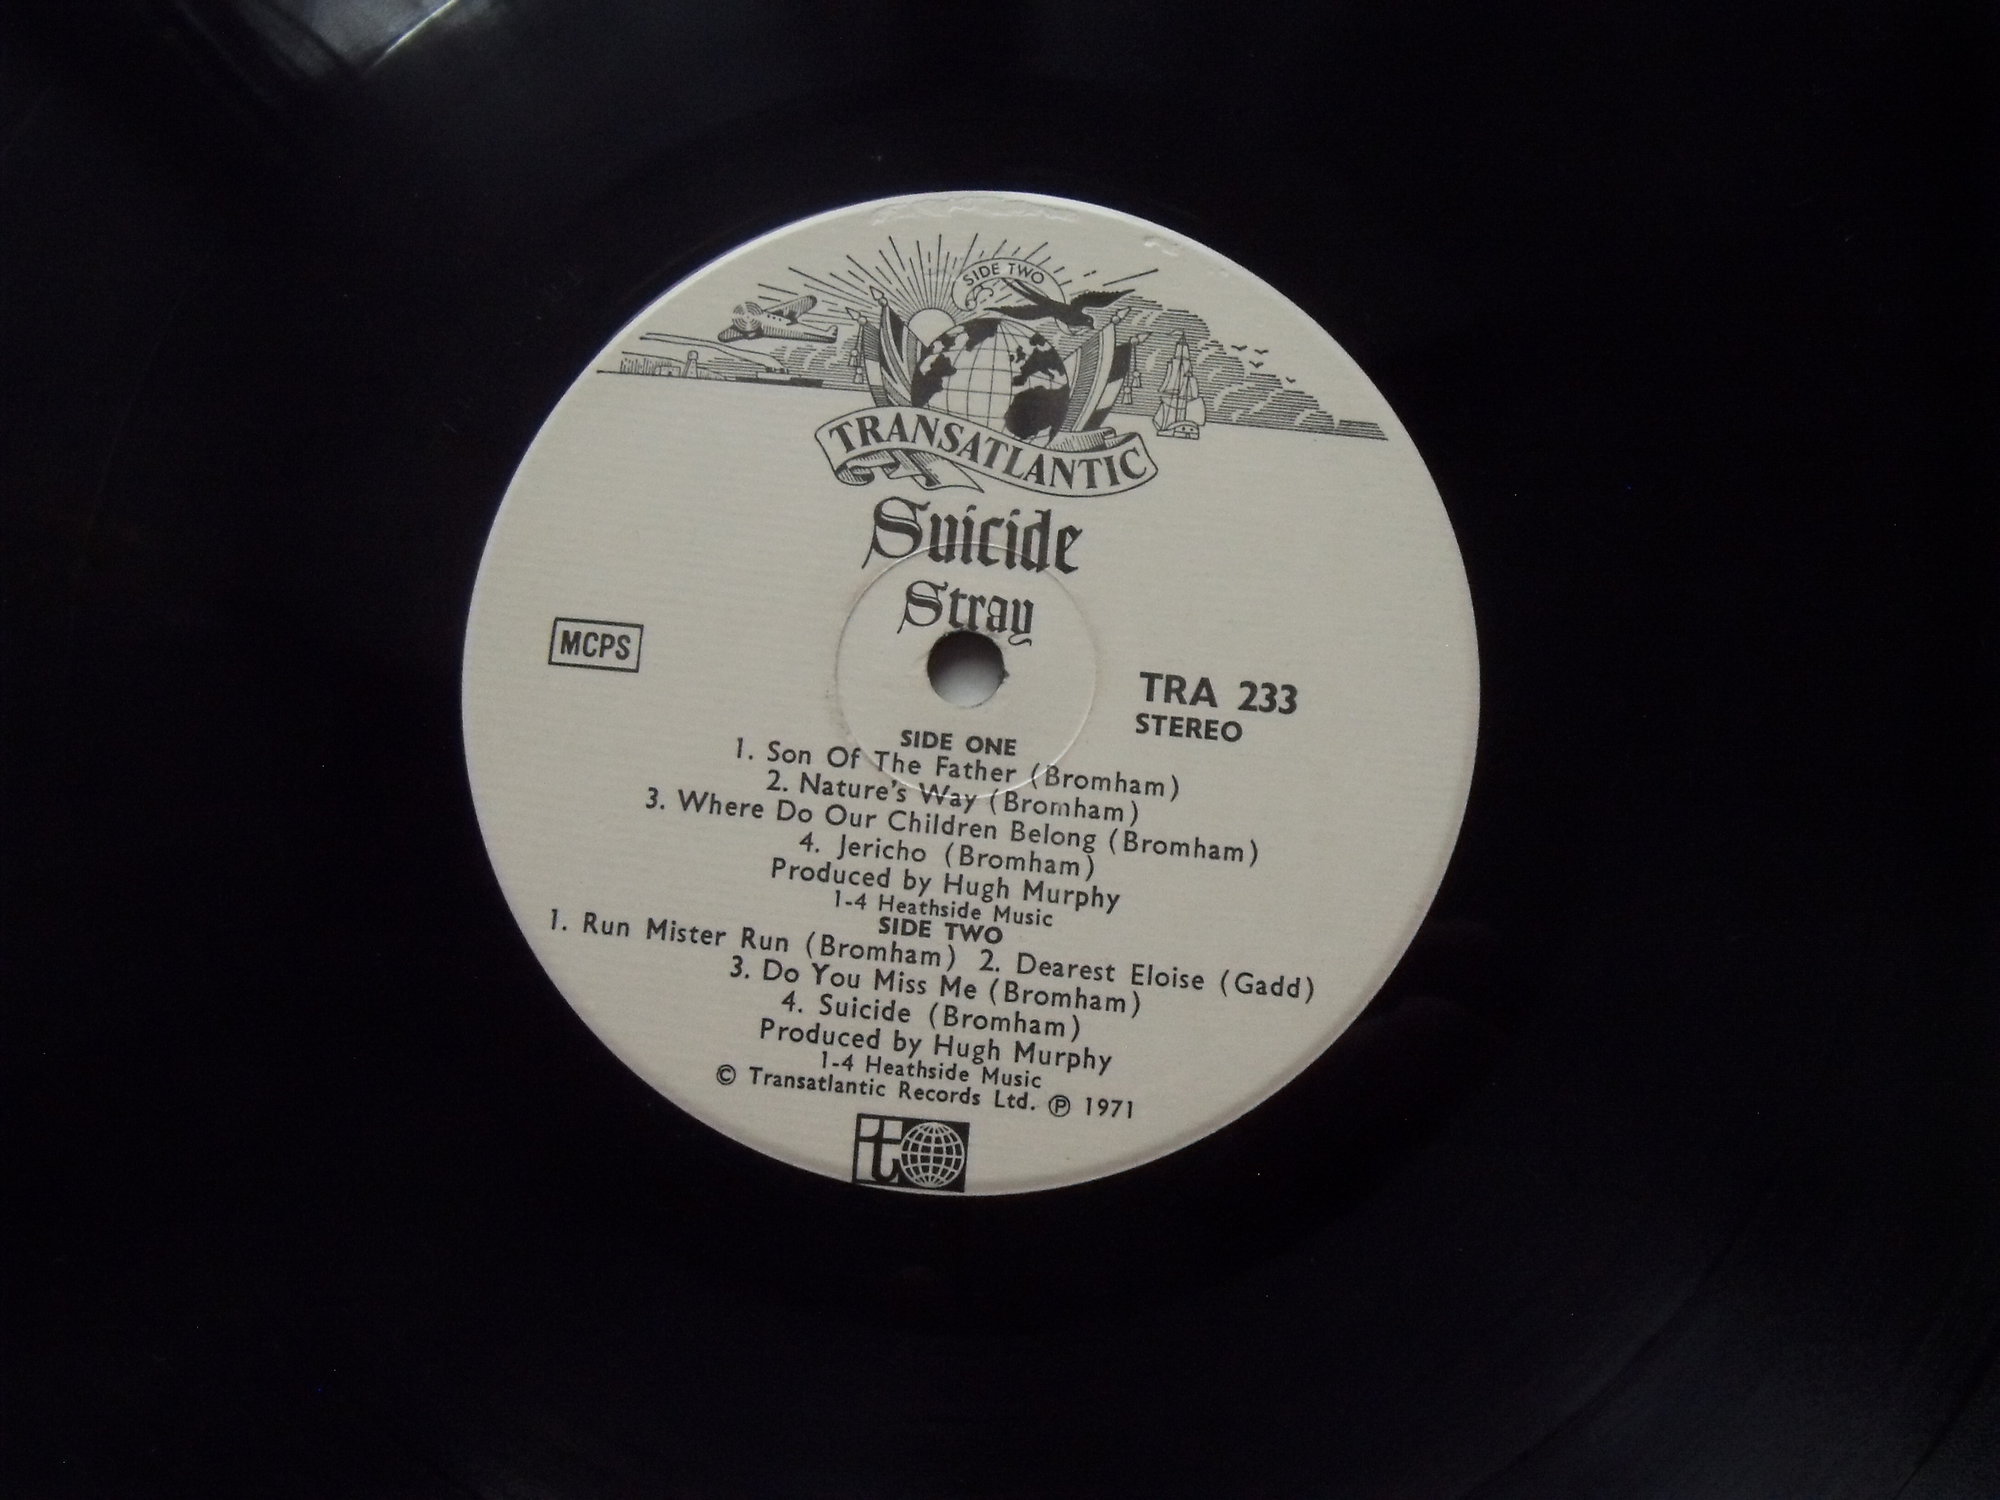 SIDE TWO
TRANSATLANTIC
Suicide
Stray
MCPS
TRA 233
STEREO
SIDE ONE
1. Son Of The Father (Bromham)
2. Nature's Way (Bromham)
3. Where Do Our Children Belong (Bromham)
4. Jericho (Bromham)
Produced by Hugh Murphy
1-4 Heathside Music
SIDE TWO
1. Run Mister Run (Bromham) 2. Dearest Eloise (Gadd)
3. Do You Miss Me (Bromham)
4. Suicide (Bromham)
Produced by Hugh Murphy
1-4 Heathside Music
© Transatlantic Records Ltd. ℗ 1971
it